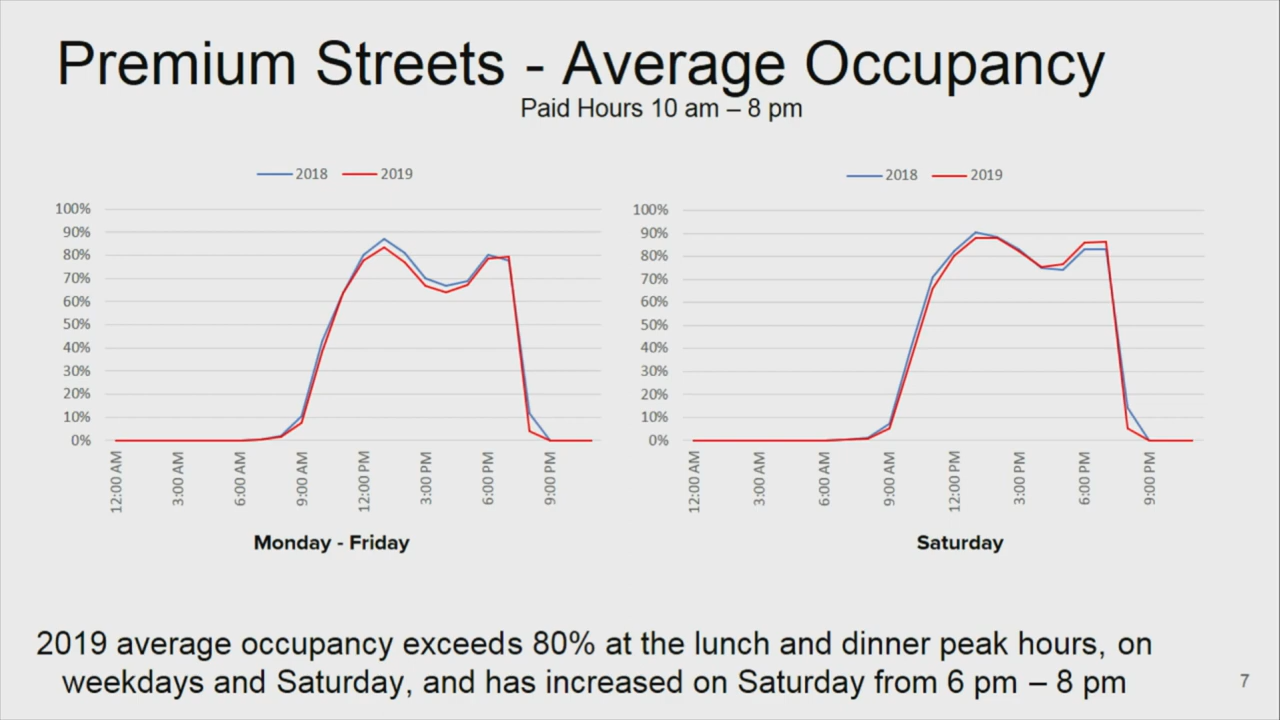 Premium Streets - Average Occupancy
Paid Hours 10 am – 8 pm
2018 2019
100%
90%
80%
70%
60%
50%
40%
30%
20%
10%
0%
12:00 AM
3:00 AM
6:00 AM
9:00 AM
12:00 PM
3:00 PM
6:00 PM
9:00 PM
Monday - Friday
2018 2019
100%
90%
80%
70%
60%
50%
40%
30%
20%
10%
0%
12:00 AM
3:00 AM
6:00 AM
9:00 AM
12:00 PM
3:00 PM
6:00 PM
9:00 PM
Saturday
2019 average occupancy exceeds 80% at the lunch and dinner peak hours, on
weekdays and Saturday, and has increased on Saturday from 6 pm – 8 pm
7